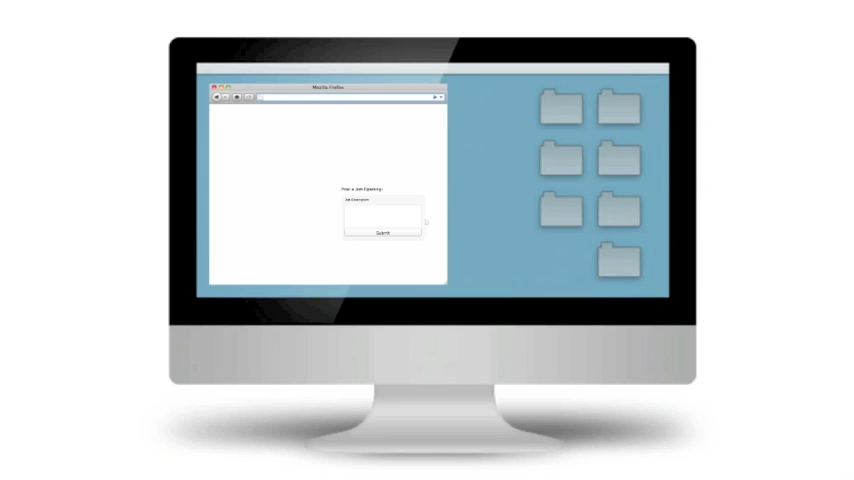 Mozilla Firefox
Post a Job Opening:
Job Description
Submit